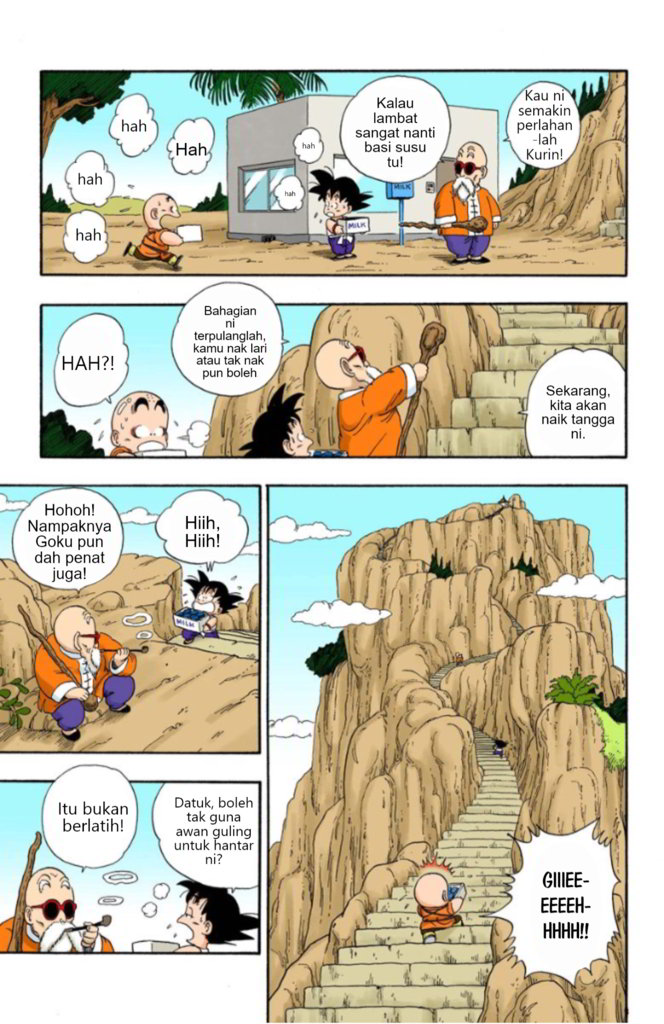 hah
Hah
hah
hah
hah
hah
Kalau
lambat
sangat nanti
basi susu
tu!
Kau ni
semakin
perlahan
-lah
Kurin!
MILK
MILK
HAH?!
Bahagian
ni
terpulanglah,
kamu nak lari
atau tak nak
pun boleh
Sekarang,
kita akan
naik tangga
ni.
Hohoh!
Nampaknya
Goku pun
dah penat
juga!
Hiih,
Hiih!
MILK
GIIIEE-
EEEEH-
HHHH!!
Itu bukan
berlatih!
Datuk, boleh
tak guna
awan guling
untuk hantar
ni?